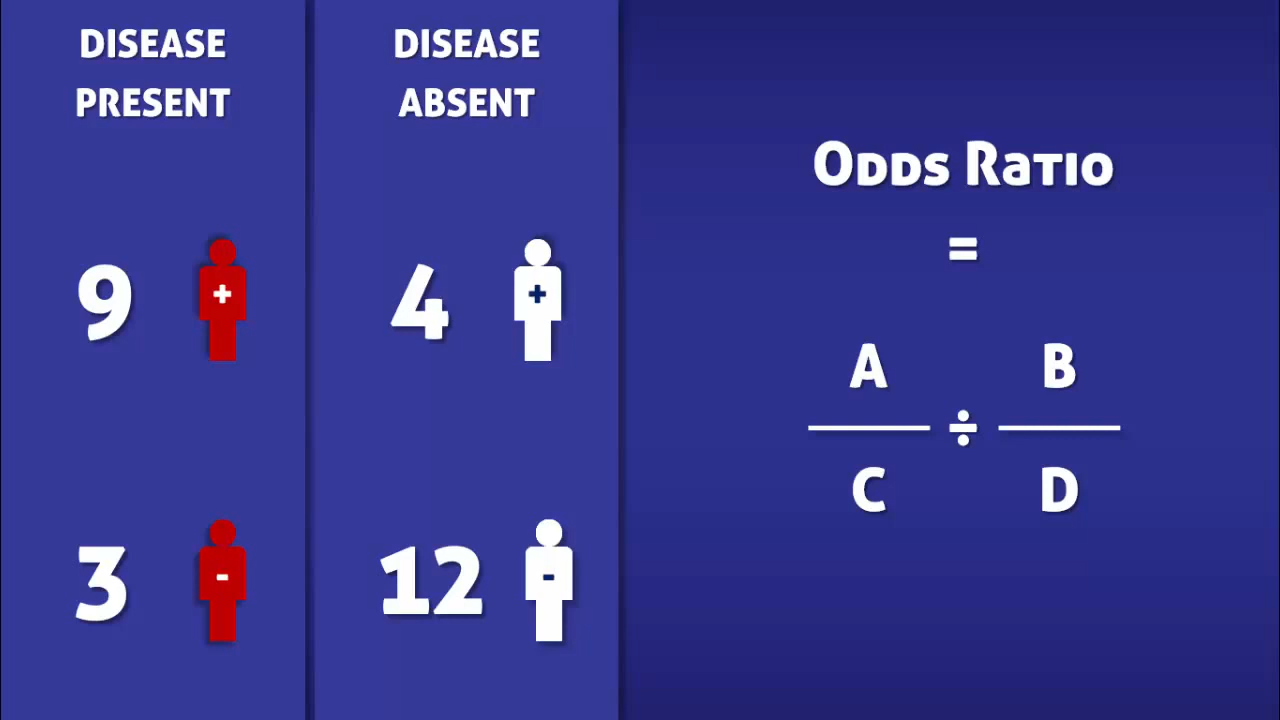 DISEASE
PRESENT
DISEASE
ABSENT
9 +
4 +
3 -
12 -
Odds Ratio
=
A
B
÷
C
D